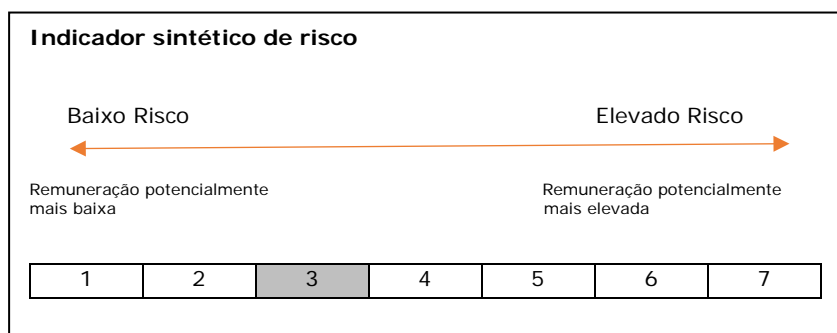 Indicador sintético de risco
Baixo Risco Elevado Risco
Remuneração potencialmente
mais baixa
Remuneração potencialmente
mais elevada
1 2 3 4 5 6 7